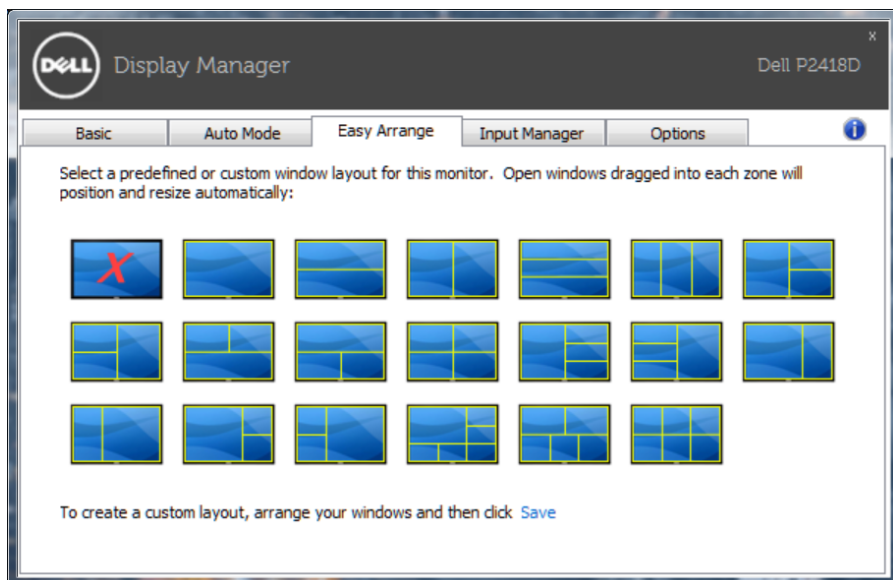 DELL
Display Manager
x
Dell P2418D
Basic
Auto Mode
Easy Arrange
Input Manager
Options
i
Select a predefined or custom window layout for this monitor. Open windows dragged into each zone will
position and resize automatically:
X
To create a custom layout, arrange your windows and then click Save